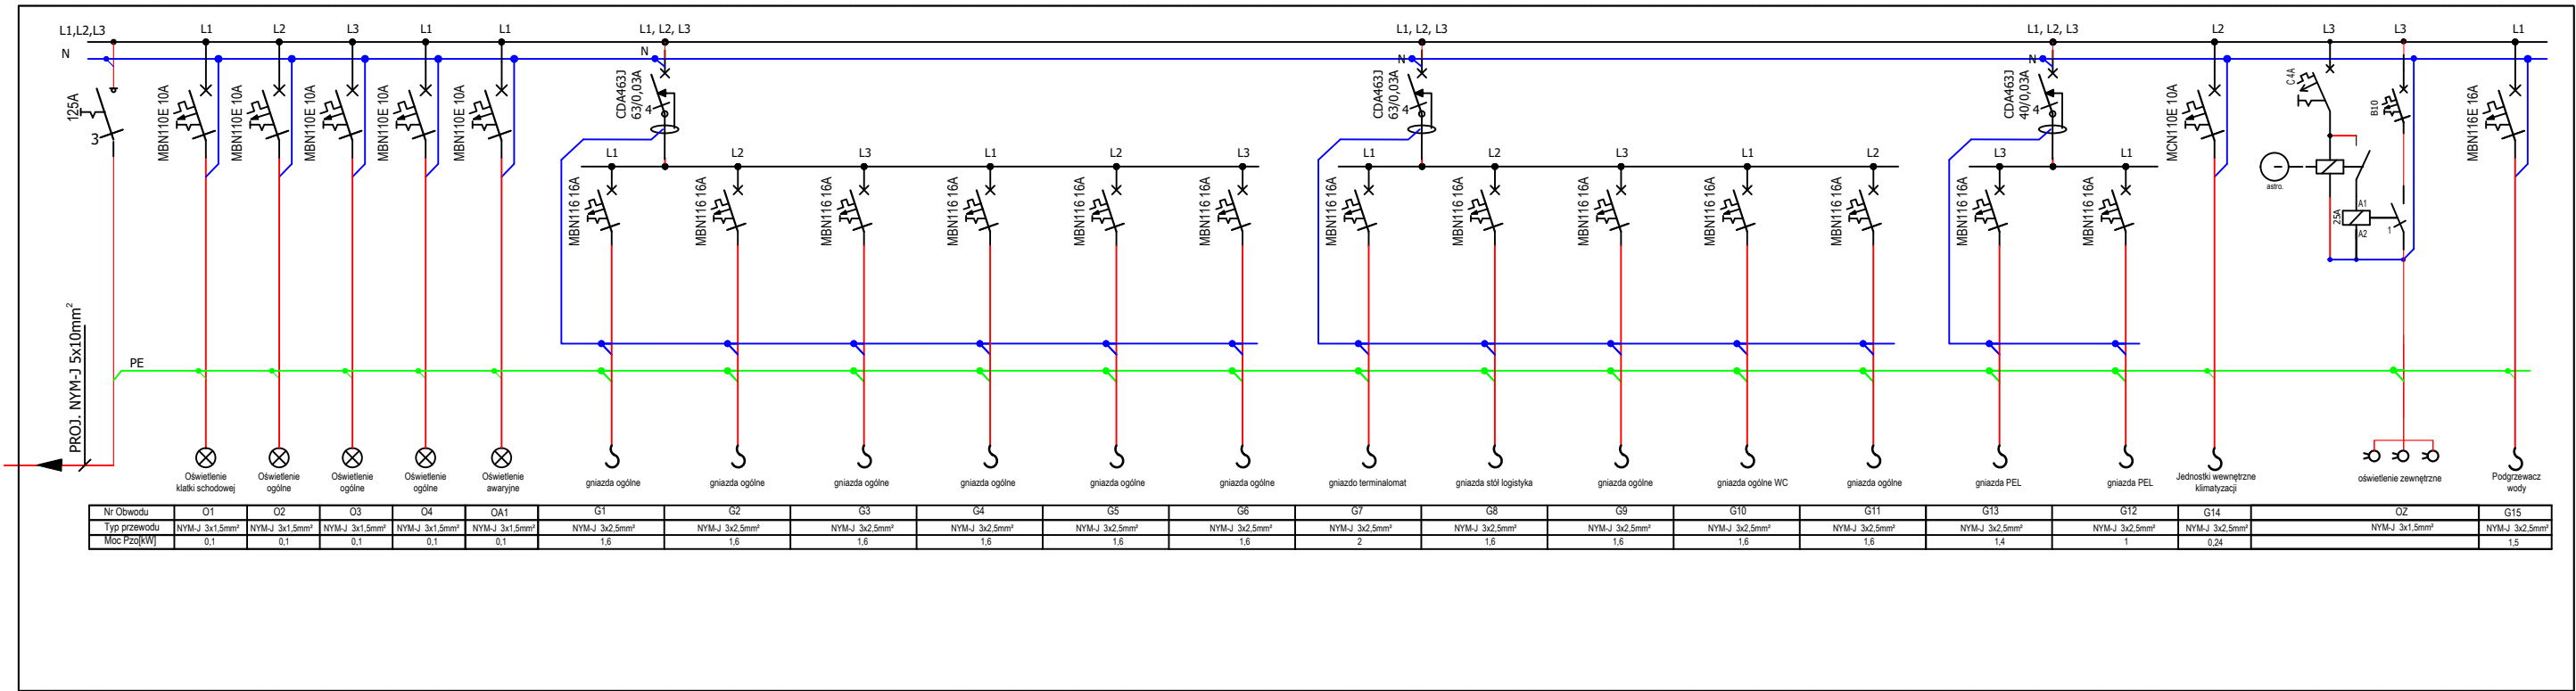 L1,L2,L3
L1
L2
L3
L1
L1
L1, L2, L3
L1, L2, L3
L1, L2, L3
L2
L3
L3
L1
N
N
N
N
125A
3
MBN110E 10A
MBN110E 10A
MBN110E 10A
MBN110E 10A
MBN110E 10A
CDA463J
63/0,03A
4
CDA463J
63/0,03A
4
CDA463J
40/0,03A
4
MCN110E 10A
C 4A
B10
MBN116E 16A
L1
L2
L3
L1
L2
L3
L1
L2
L3
L1
L2
L3
L1
MBN116 16A
MBN116 16A
MBN116 16A
MBN116 16A
MBN116 16A
MBN116 16A
MBN116 16A
MBN116 16A
MBN116 16A
MBN116 16A
MBN116 16A
MBN116 16A
MBN116 16A
astro.
25A
A1
A2
1
PROJ. NYM-J 5x10mm²
PE
Oświetlenie
klatki schodowej
Oświetlenie
ogólne
Oświetlenie
ogólne
Oświetlenie
ogólne
Oświetlenie
awaryjne
gniazda ogólne
gniazda ogólne
gniazda ogólne
gniazda ogólne
gniazda ogólne
gniazda ogólne
gniazdo terminalomat
gniazda stół logistyka
gniazda ogólne
gniazda ogólne WC
gniazda ogólne
gniazda PEL
gniazda PEL
Jednostki wewnętrzne
klimatyzacji
oświetlenie zewnętrzne
Podgrzewacz
wody
Nr Obwodu O1 O2 O3 O4 OA1 G1 G2 G3 G4 G5 G6 G7 G8 G9 G10 G11 G13 G12 G14 OZ G15
Typ przewodu NYM-J 3x1,5mm² NYM-J 3x1,5mm² NYM-J 3x1,5mm² NYM-J 3x1,5mm² NYM-J 3x1,5mm² NYM-J 3x2,5mm² NYM-J 3x2,5mm² NYM-J 3x2,5mm² NYM-J 3x2,5mm² NYM-J 3x2,5mm² NYM-J 3x2,5mm² NYM-J 3x2,5mm² NYM-J 3x2,5mm² NYM-J 3x2,5mm² NYM-J 3x2,5mm² NYM-J 3x2,5mm² NYM-J 3x2,5mm² NYM-J 3x2,5mm² NYM-J 3x2,5mm² NYM-J 3x1,5mm² NYM-J 3x2,5mm²
Moc Pzo[kW] 0,1 0,1 0,1 0,1 0,1 1,6 1,6 1,6 1,6 1,6 1,6 2 1,6 1,6 1,6 1,6 1,4 1 0,24 1,5